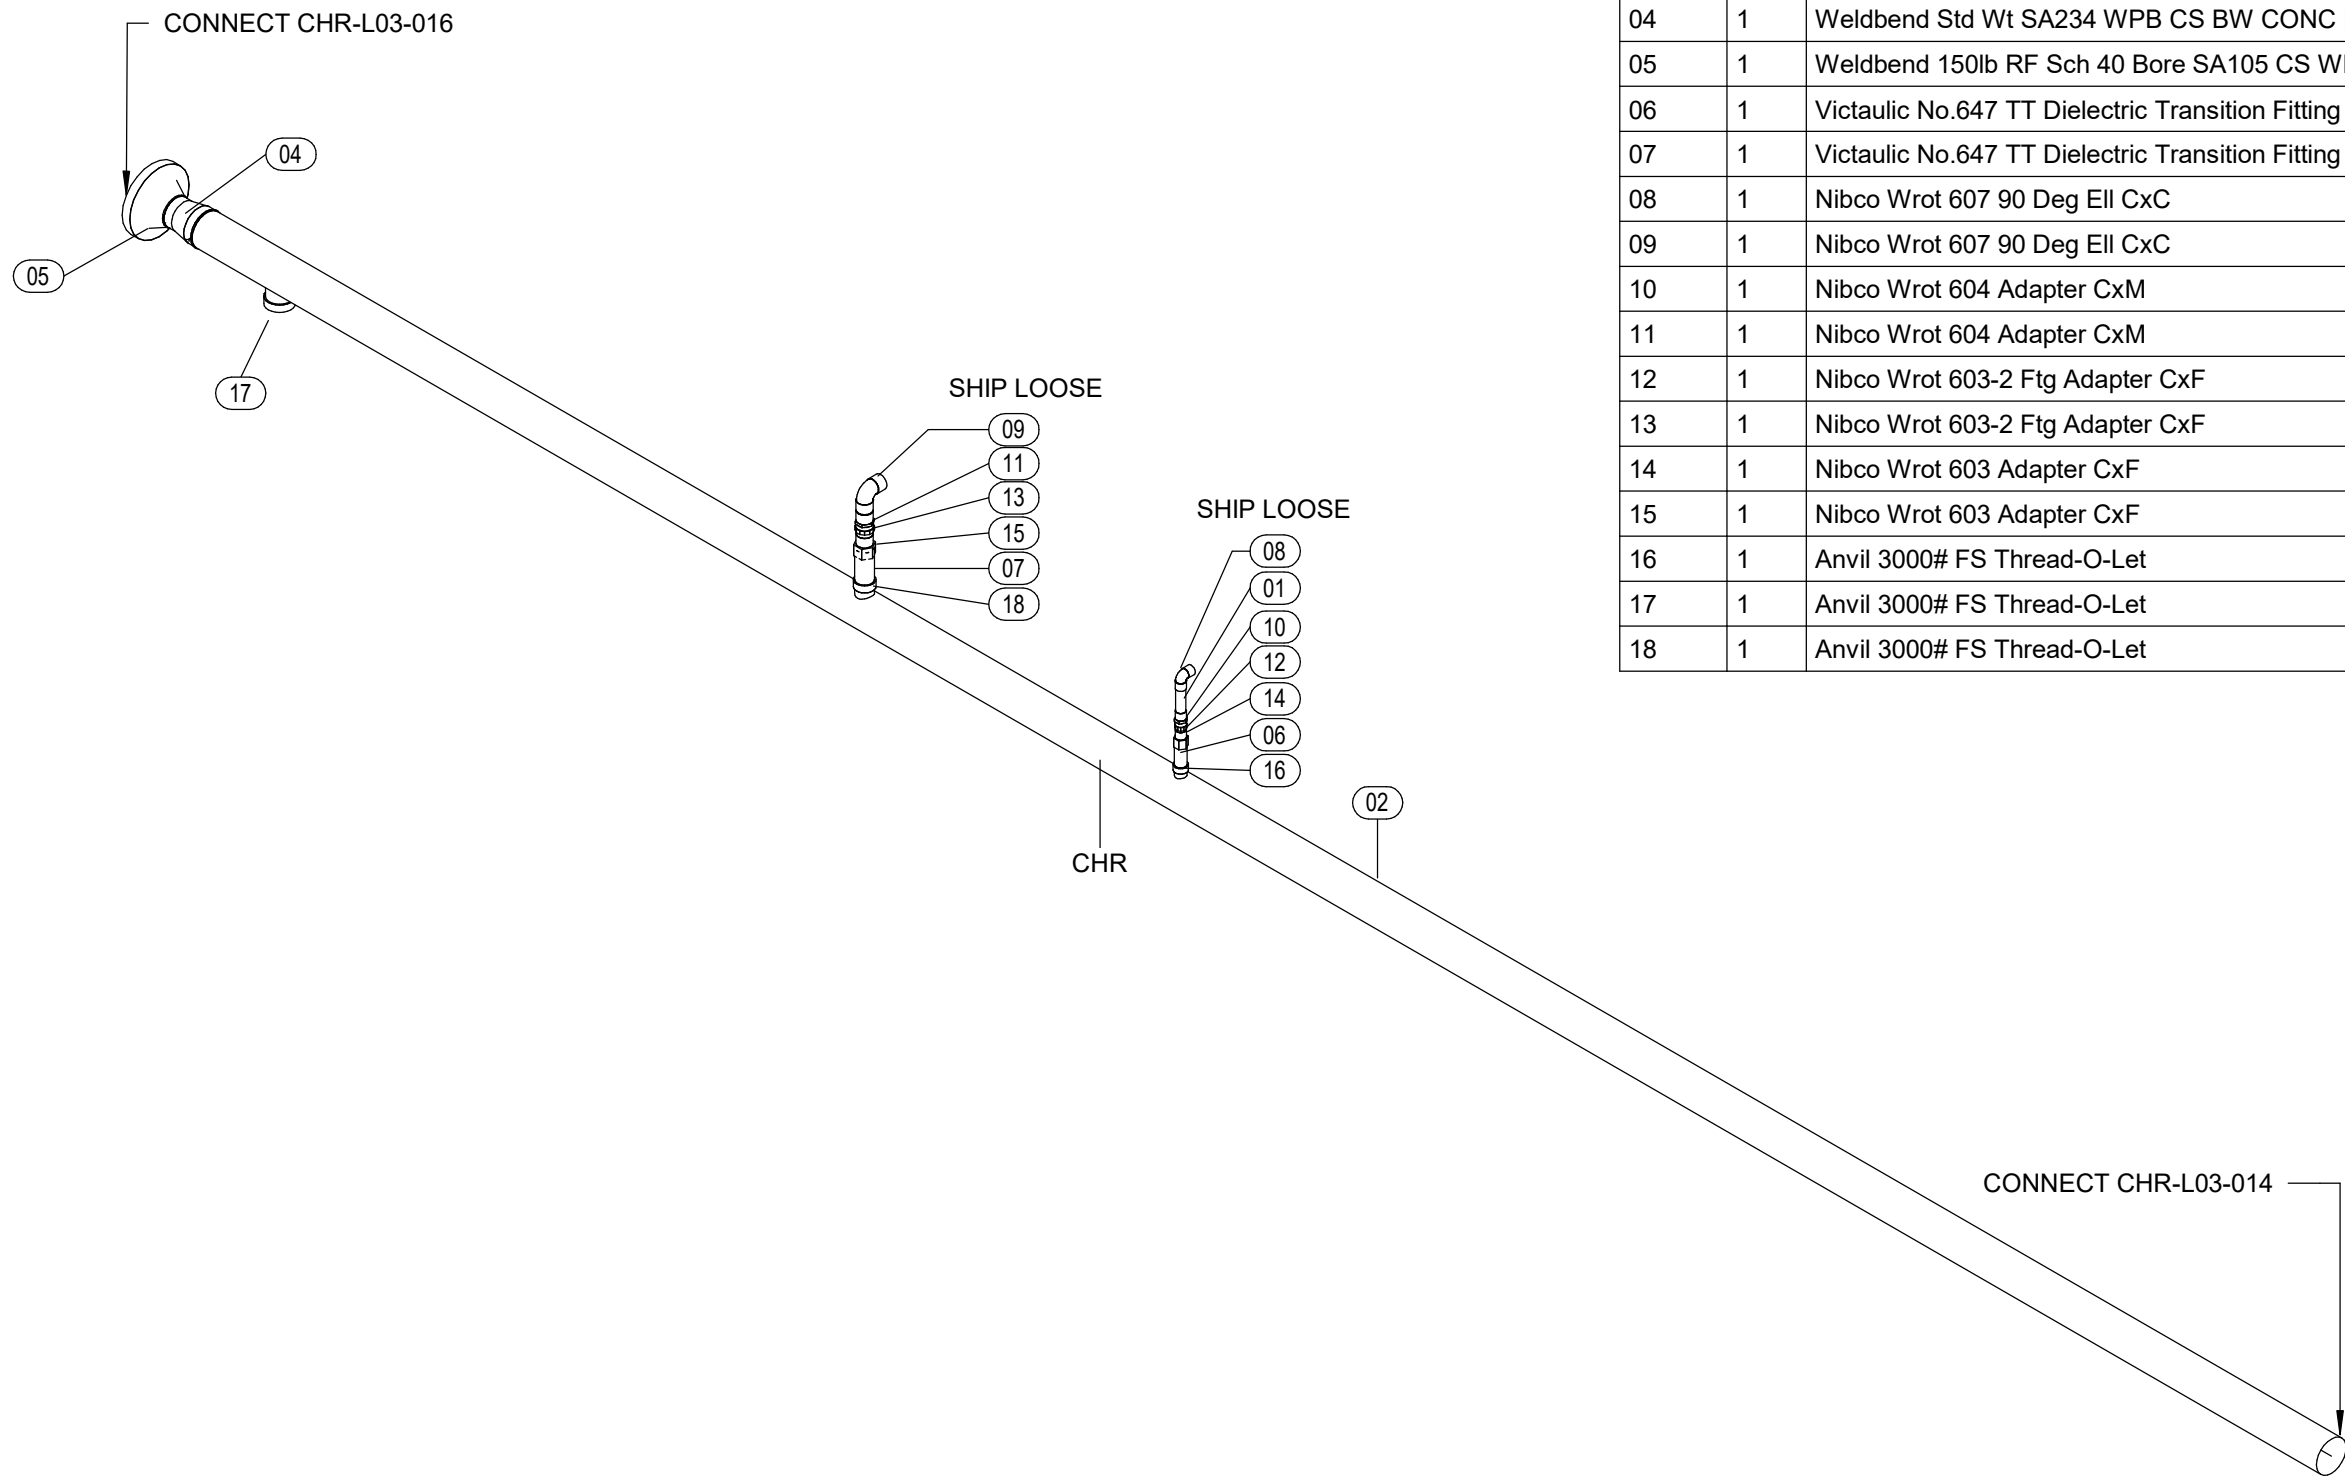 CONNECT CHR-L03-016
04
05
17
SHIP LOOSE
09
11
13
15
07
18
SHIP LOOSE
08
01
10
12
14
06
16
02
CHR
CONNECT CHR-L03-014
04 1 Weldbend Std Wt SA234 WPB CS BW CONC
05 1 Weldbend 150lb RF Sch 40 Bore SA105 CS
06 1 Victaulic No.647 TT Dielectric Transition Fitting
07 1 Victaulic No.647 TT Dielectric Transition Fitting
08 1 Nibco Wrot 607 90 Deg Ell CxC
09 1 Nibco Wrot 607 90 Deg Ell CxC
10 1 Nibco Wrot 604 Adapter CxM
11 1 Nibco Wrot 604 Adapter CxM
12 1 Nibco Wrot 603-2 Ftg Adapter CxF
13 1 Nibco Wrot 603-2 Ftg Adapter CxF
14 1 Nibco Wrot 603 Adapter CxF
15 1 Nibco Wrot 603 Adapter CxF
16 1 Anvil 3000# FS Thread-O-Let
17 1 Anvil 3000# FS Thread-O-Let
18 1 Anvil 3000# FS Thread-O-Let